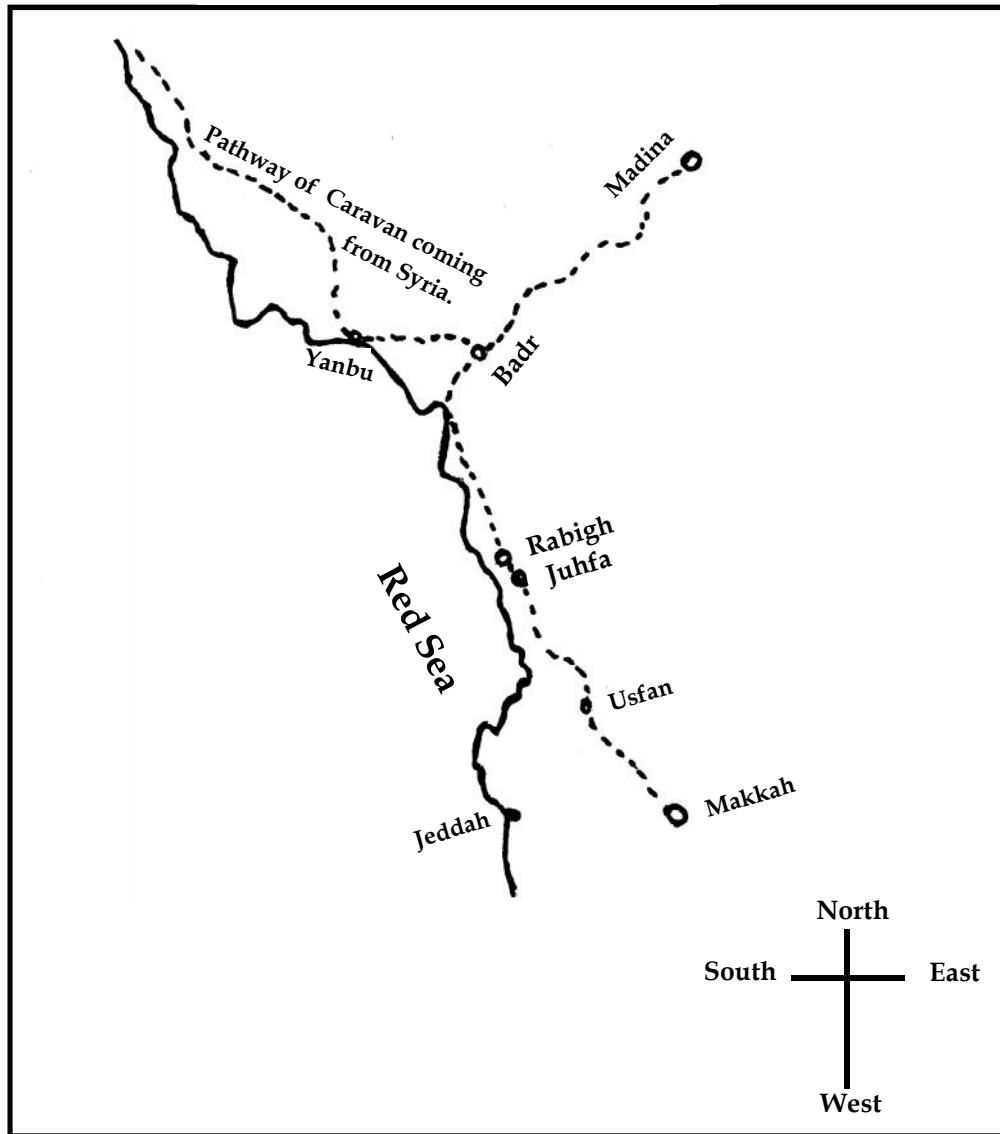 Madina
Pathway of Caravan coming
from Syria.
Yanbu
Badr
Rabigh
Juhfa
Red Sea
Usfan
Makkah
Jeddah
North
South East
West